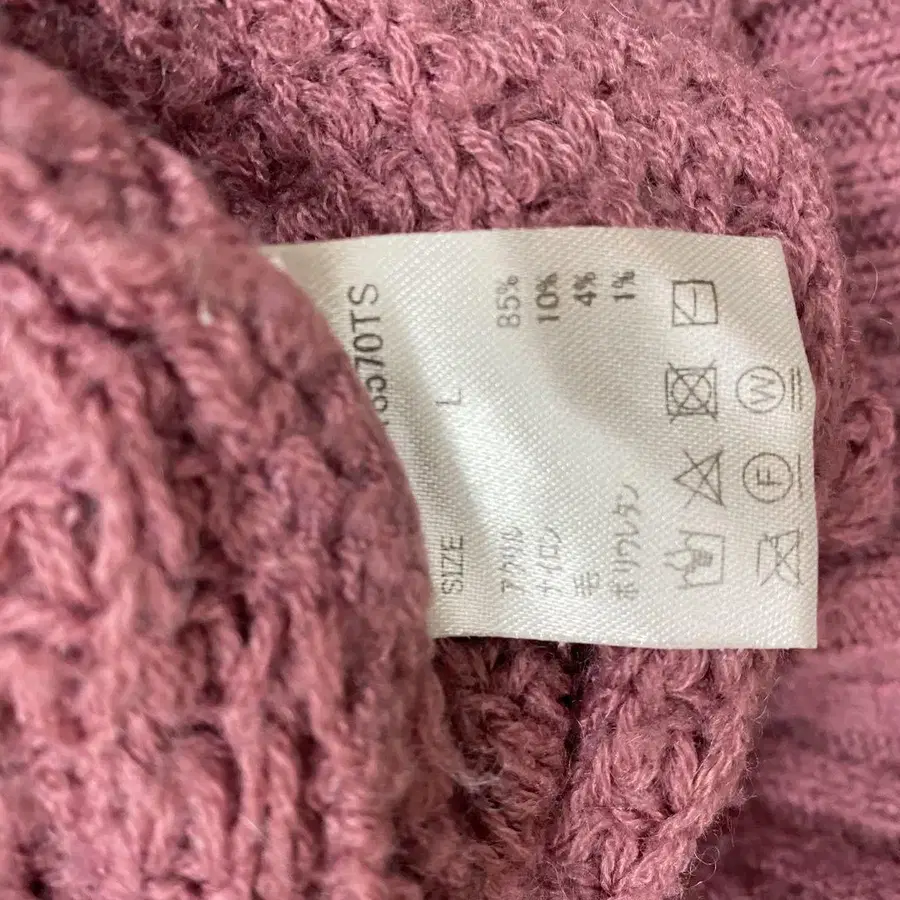 570TS
SIZE L
アクリル 85%
ナイロン 10%
毛 4%
ポリウレタン 1%
W
F